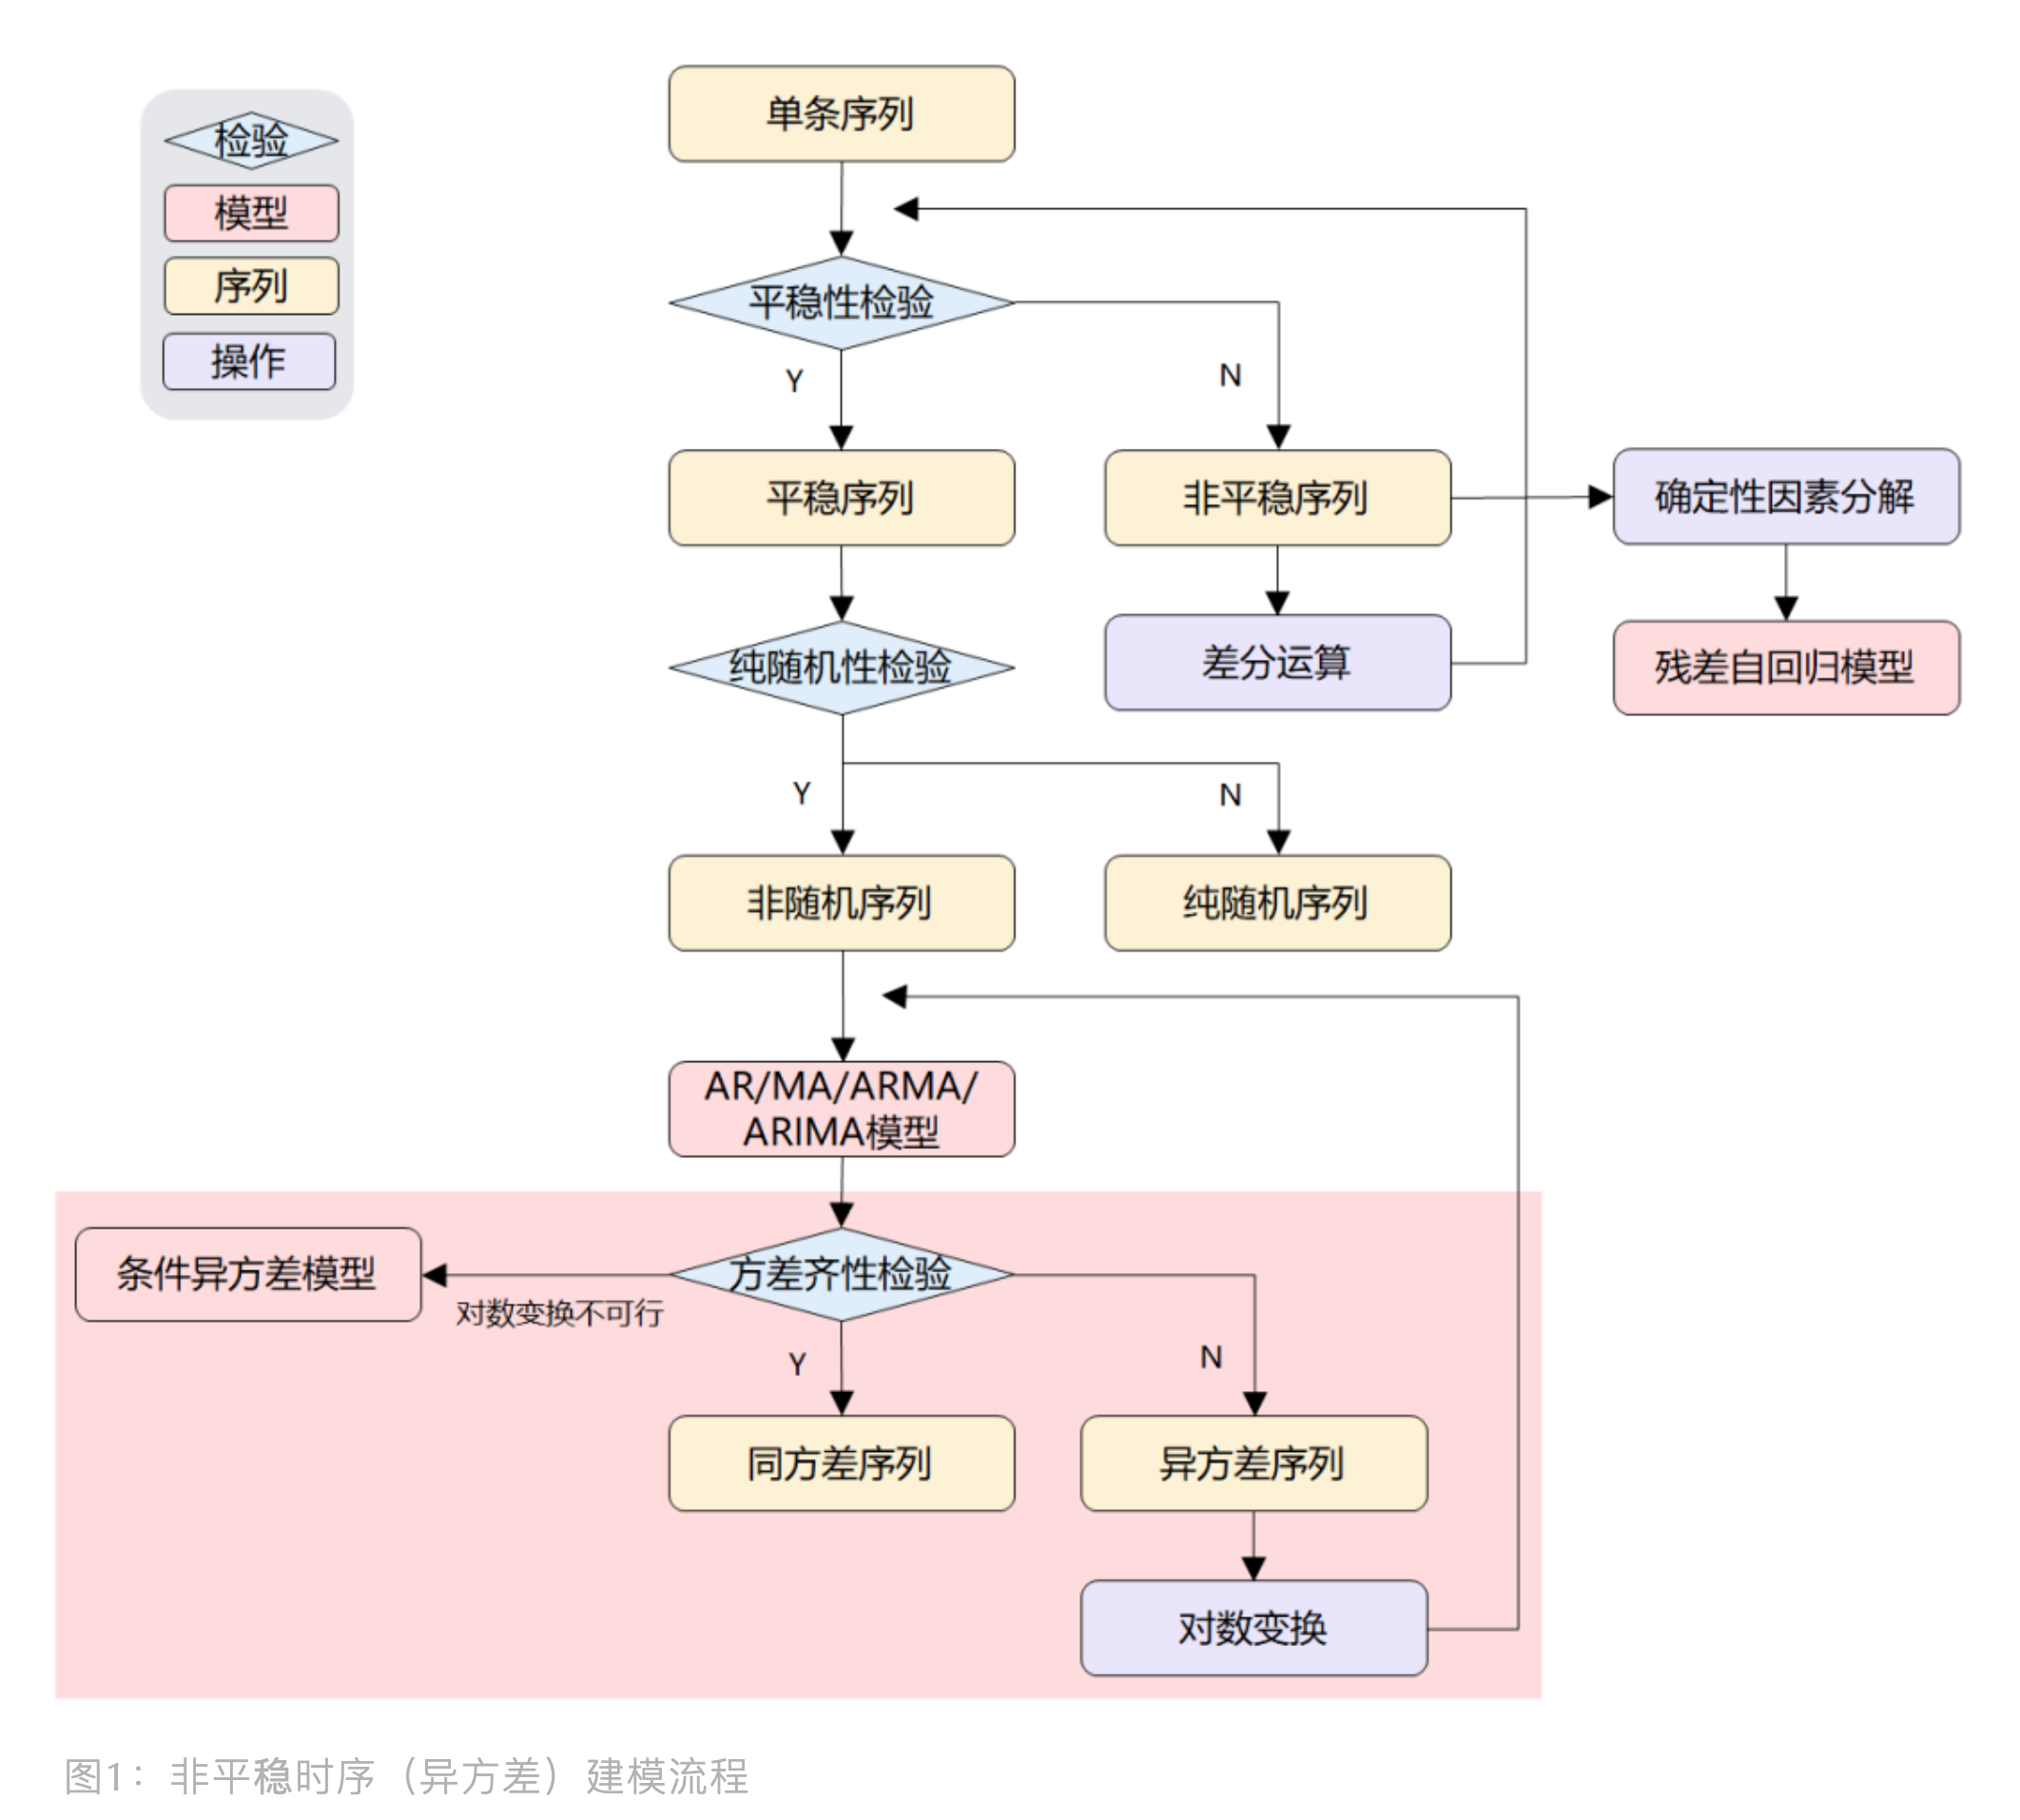 检验
模型
序列
操作
单条序列
平稳性检验
Y
N
平稳序列
非平稳序列
确定性因素分解
纯随机性检验
差分运算
残差自回归模型
Y
N
非随机序列
纯随机序列
AR/MA/ARMA/
ARIMA模型
条件异方差模型
对数变换不可行
方差齐性检验
Y
N
同方差序列
异方差序列
对数变换
图1：非平稳时序（异方差）建模流程